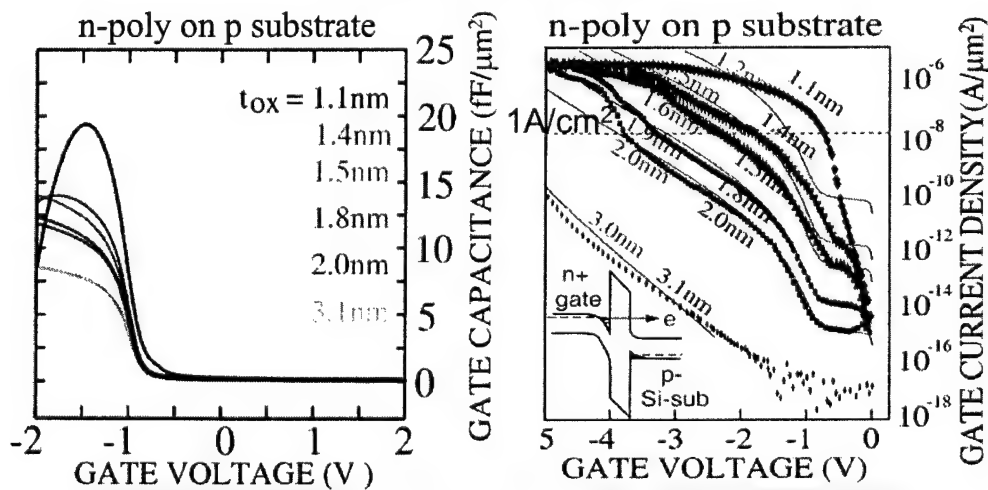 n-poly on p substrate
25
20
15
10
5
0
t_ox = 1.1nm
1.4nm
1.5nm
1.8nm
2.0nm
3.1nm
GATE CAPACITANCE (fF/μm²)
-2 -1 0 1 2
GATE VOLTAGE (V )
n-poly on p substrate
1.2nm
1.1nm
1.6nm
1.4nm
1A/cm²
1.9nm
2.0nm
1.5nm
1.8nm
2.0nm
3.0nm
3.1nm
n+
gate
e
p-
Si-sub
10⁻⁶
10⁻⁸
10⁻¹⁰
10⁻¹²
10⁻¹⁴
10⁻¹⁶
10⁻¹⁸
GATE CURRENT DENSITY(A/μm²)
5 -4 -3 -2 -1 0
GATE VOLTAGE (V)